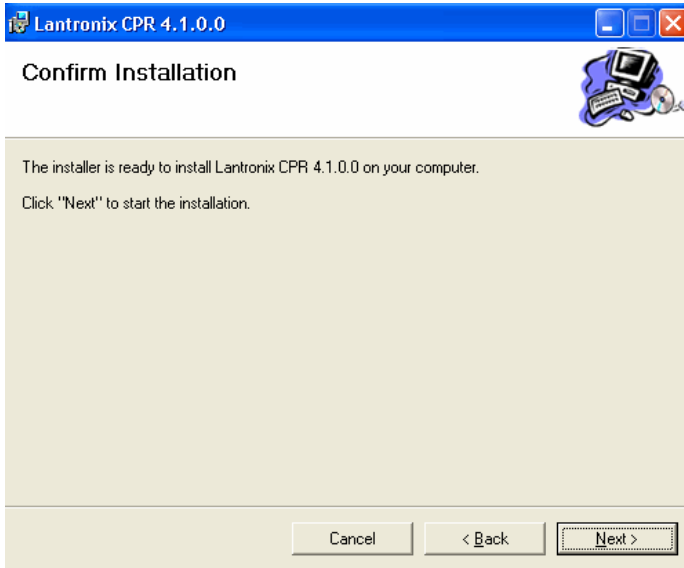 Lantronix CPR 4.1.0.0
Confirm Installation
The installer is ready to install Lantronix CPR 4.1.0.0 on your computer.
Click "Next" to start the installation.
Cancel
< Back
Next >